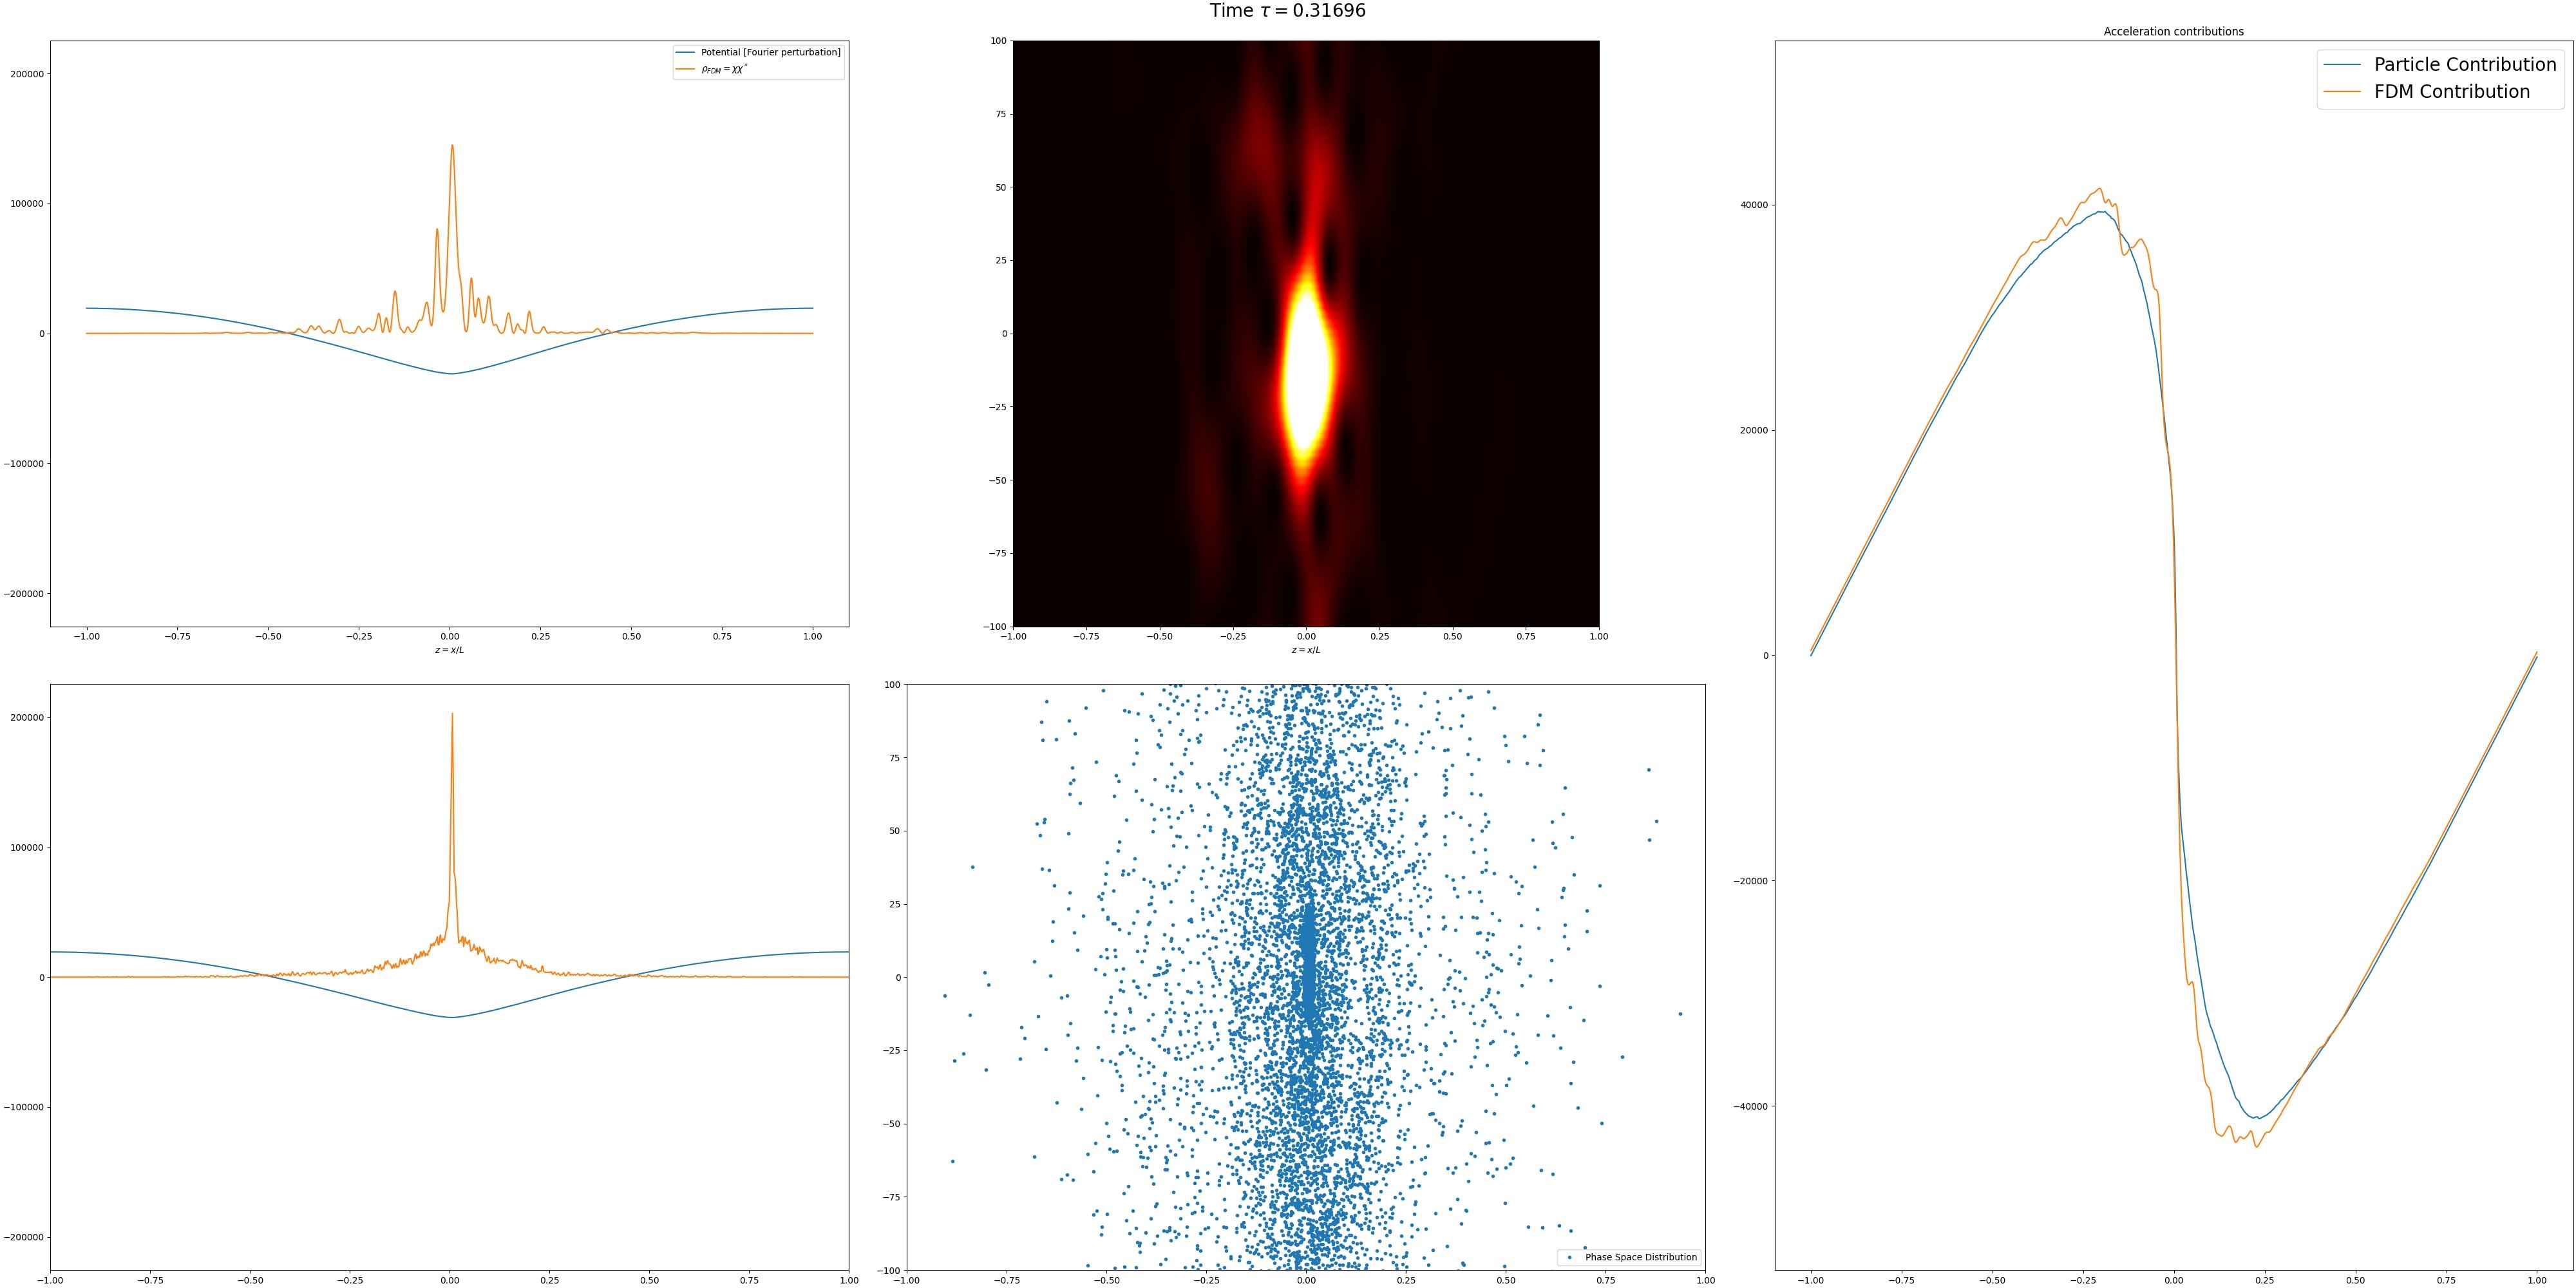 Time τ = 0.31696
Potential [Fourier perturbation]
ρFDM = χχ*
200000
100000
0
−100000
−200000
−1.00 −0.75 −0.50 −0.25 0.00 0.25 0.50 0.75 1.00
z = x/L
100
75
50
25
0
−25
−50
−75
−100
−1.00 −0.75 −0.50 −0.25 0.00 0.25 0.50 0.75 1.00
z = x/L
Acceleration contributions
Particle Contribution
FDM Contribution
40000
20000
0
−20000
−40000
−1.00 −0.75 −0.50 −0.25 0.00 0.25 0.50 0.75 1.00
200000
100000
0
−100000
−200000
−1.00 −0.75 −0.50 −0.25 0.00 0.25 0.50 0.75 1.00
100
75
50
25
0
−25
−50
−75
−100
Phase Space Distribution
−1.00 −0.75 −0.50 −0.25 0.00 0.25 0.50 0.75 1.00